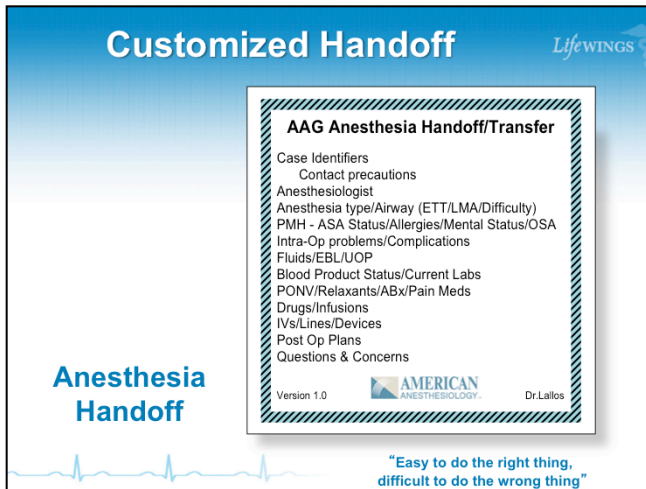 Customized Handoff
LifeWINGS
AAG Anesthesia Handoff/Transfer
Case Identifiers
Contact precautions
Anesthesiologist
Anesthesia type/Airway (ETT/LMA/Difficulty)
PMH - ASA Status/Allergies/Mental Status/OSA
Intra-Op problems/Complications
Fluids/EBL/UOP
Blood Product Status/Current Labs
PONV/Relaxants/ABx/Pain Meds
Drugs/Infusions
IVs/Lines/Devices
Post Op Plans
Questions & Concerns
Version 1.0
AMERICAN
ANESTHESIOLOGY
Dr.Lallos
Anesthesia
Handoff
“Easy to do the right thing,
difficult to do the wrong thing”